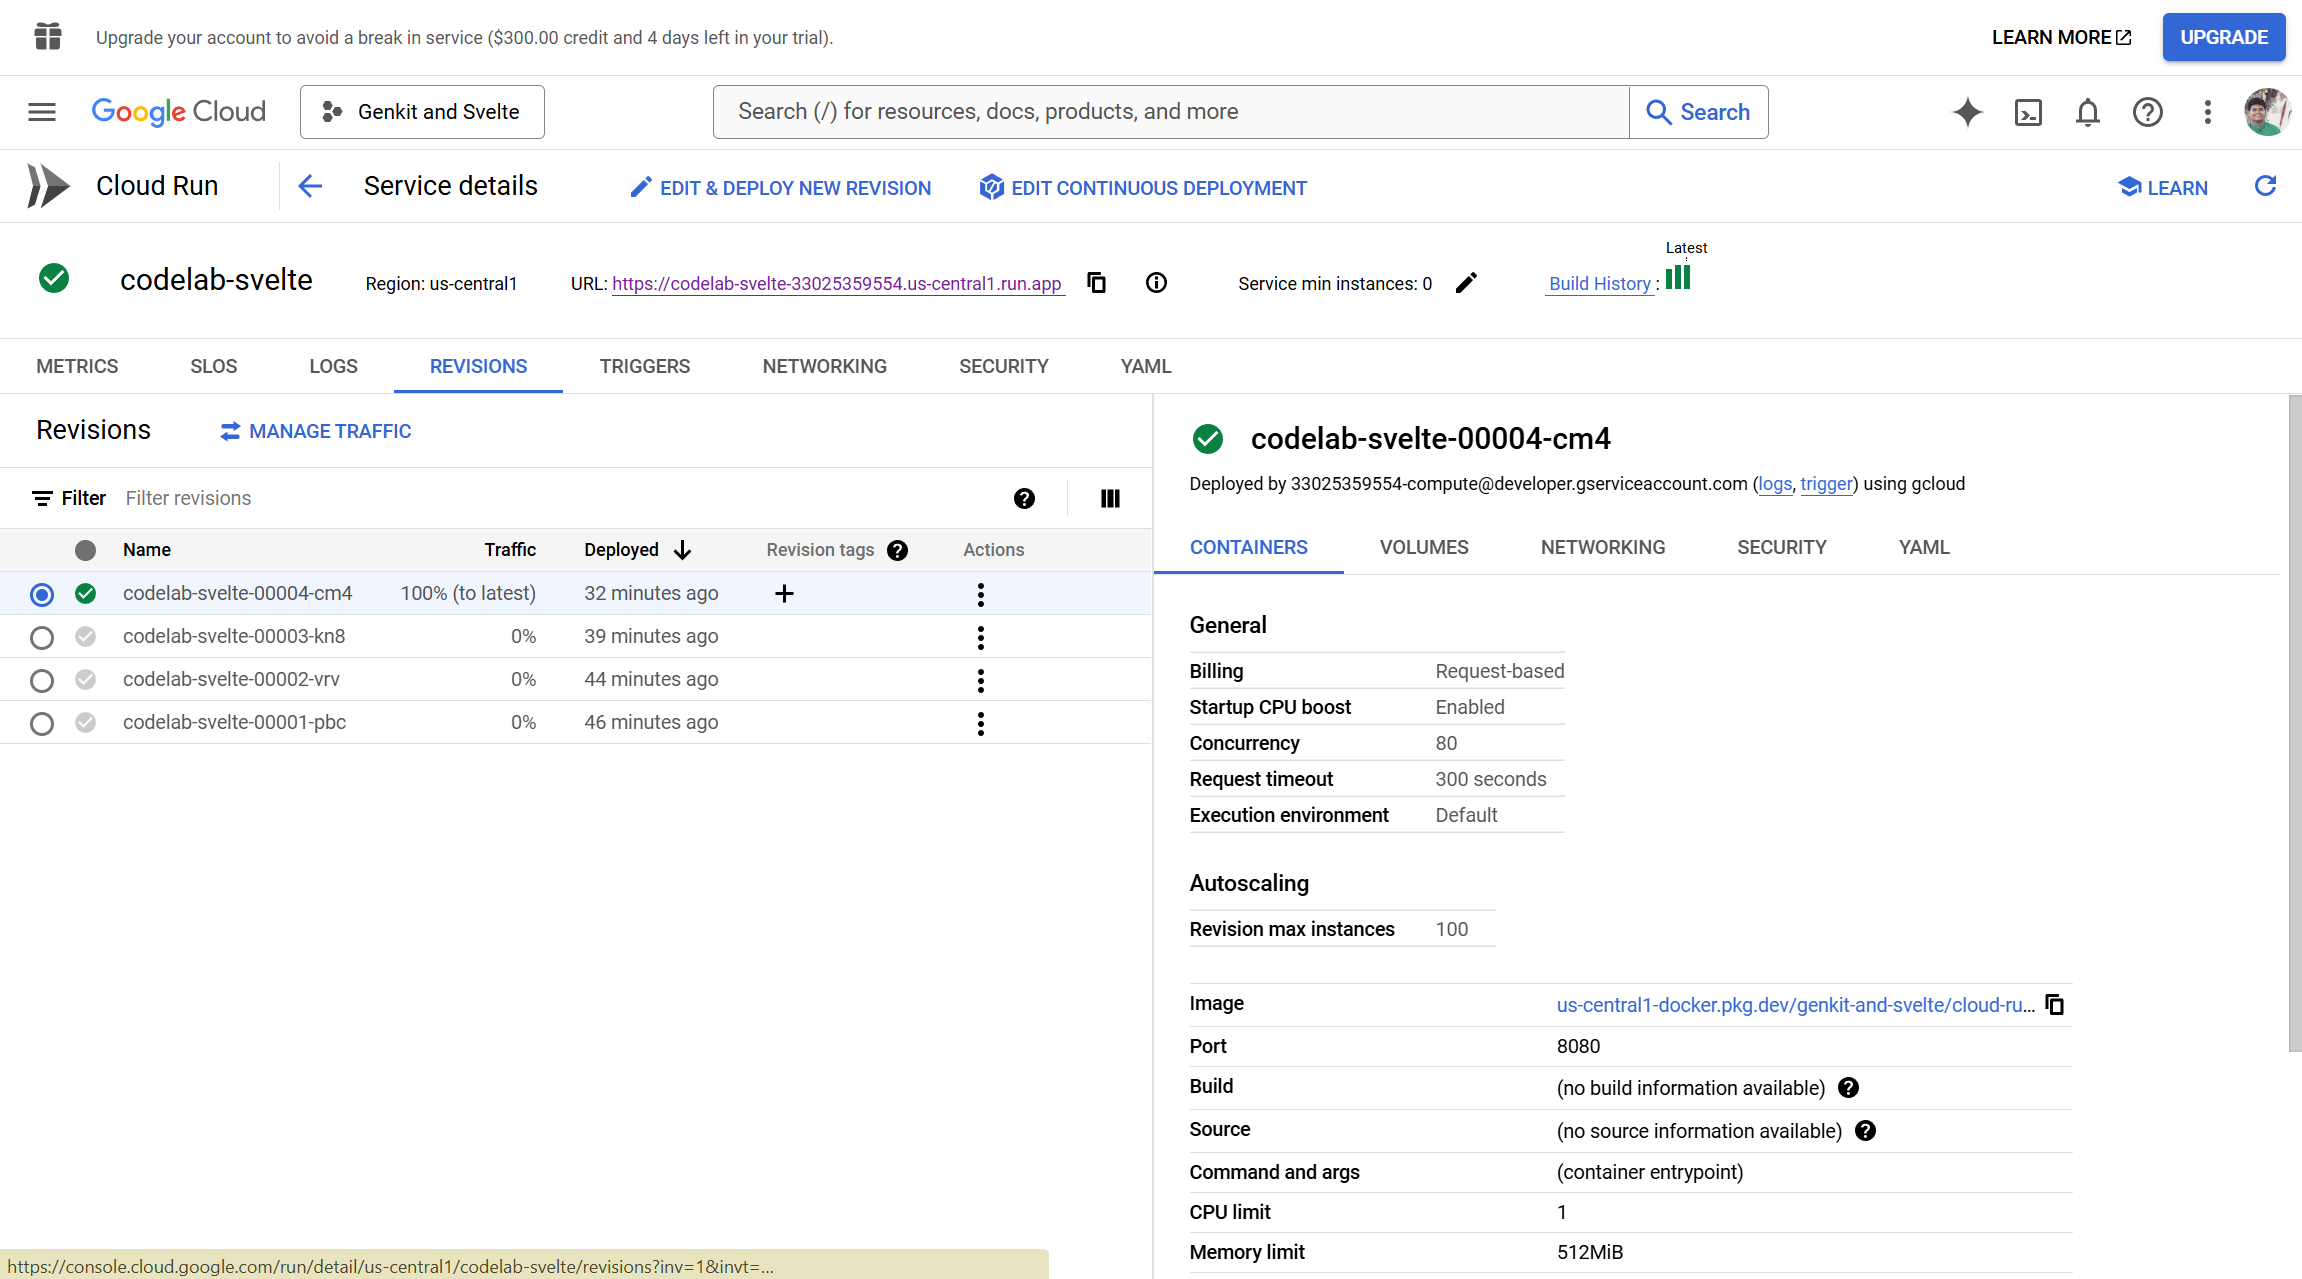 Upgrade your account to avoid a break in service ($300.00 credit and 4 days left in your trial).
LEARN MORE
UPGRADE
Google Cloud
Genkit and Svelte
Search (/) for resources, docs, products, and more
Search
Cloud Run
Service details
EDIT & DEPLOY NEW REVISION
EDIT CONTINUOUS DEPLOYMENT
LEARN
codelab-svelte
Region: us-central1
URL: https://codelab-svelte-33025359554.us-central1.run.app
Service min instances: 0
Build History :
Latest
METRICS
SLOS
LOGS
REVISIONS
TRIGGERS
NETWORKING
SECURITY
YAML
Revisions
MANAGE TRAFFIC
Filter Filter revisions
Name Traffic Deployed Revision tags Actions
codelab-svelte-00004-cm4 100% (to latest) 32 minutes ago
codelab-svelte-00003-kn8 0% 39 minutes ago
codelab-svelte-00002-vrv 0% 44 minutes ago
codelab-svelte-00001-pbc 0% 46 minutes ago
codelab-svelte-00004-cm4
Deployed by 33025359554-compute@developer.gserviceaccount.com (logs, trigger) using gcloud
CONTAINERS
VOLUMES
NETWORKING
SECURITY
YAML
General
Billing Request-based
Startup CPU boost Enabled
Concurrency 80
Request timeout 300 seconds
Execution environment Default
Autoscaling
Revision max instances 100
Image us-central1-docker.pkg.dev/genkit-and-svelte/cloud-ru...
Port 8080
Build (no build information available)
Source (no source information available)
Command and args (container entrypoint)
CPU limit 1
Memory limit 512MiB
https://console.cloud.google.com/run/detail/us-central1/codelab-svelte/revisions?inv=1&invt=...